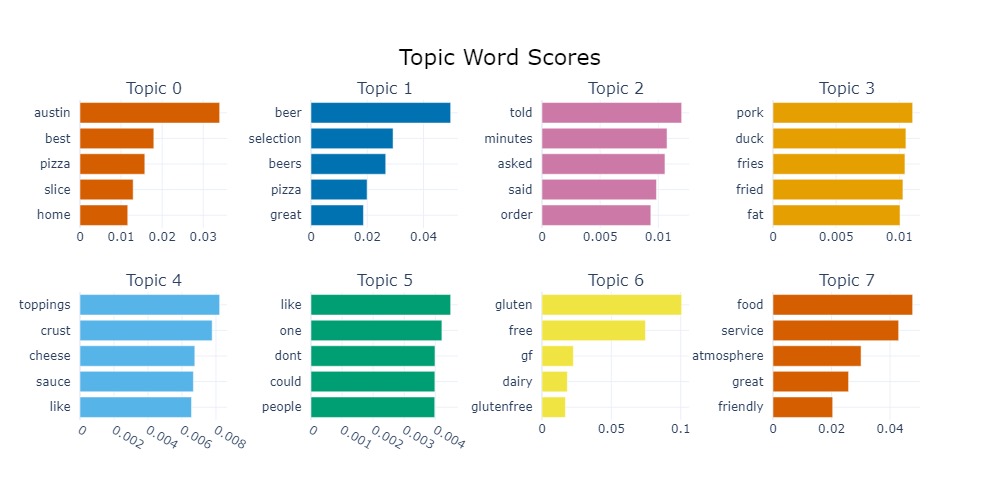 Topic Word Scores
Topic 0
austin
best
pizza
slice
home
0 0.01 0.02 0.03
Topic 1
beer
selection
beers
pizza
great
0 0.02 0.04
Topic 2
told
minutes
asked
said
order
0 0.005 0.01
Topic 3
pork
duck
fries
fried
fat
0 0.005 0.01
Topic 4
toppings
crust
cheese
sauce
like
0 0.002 0.004 0.006 0.008
Topic 5
like
one
dont
could
people
0 0.001 0.002 0.003 0.004
Topic 6
gluten
free
gf
dairy
glutenfree
0 0.05 0.1
Topic 7
food
service
atmosphere
great
friendly
0 0.02 0.04